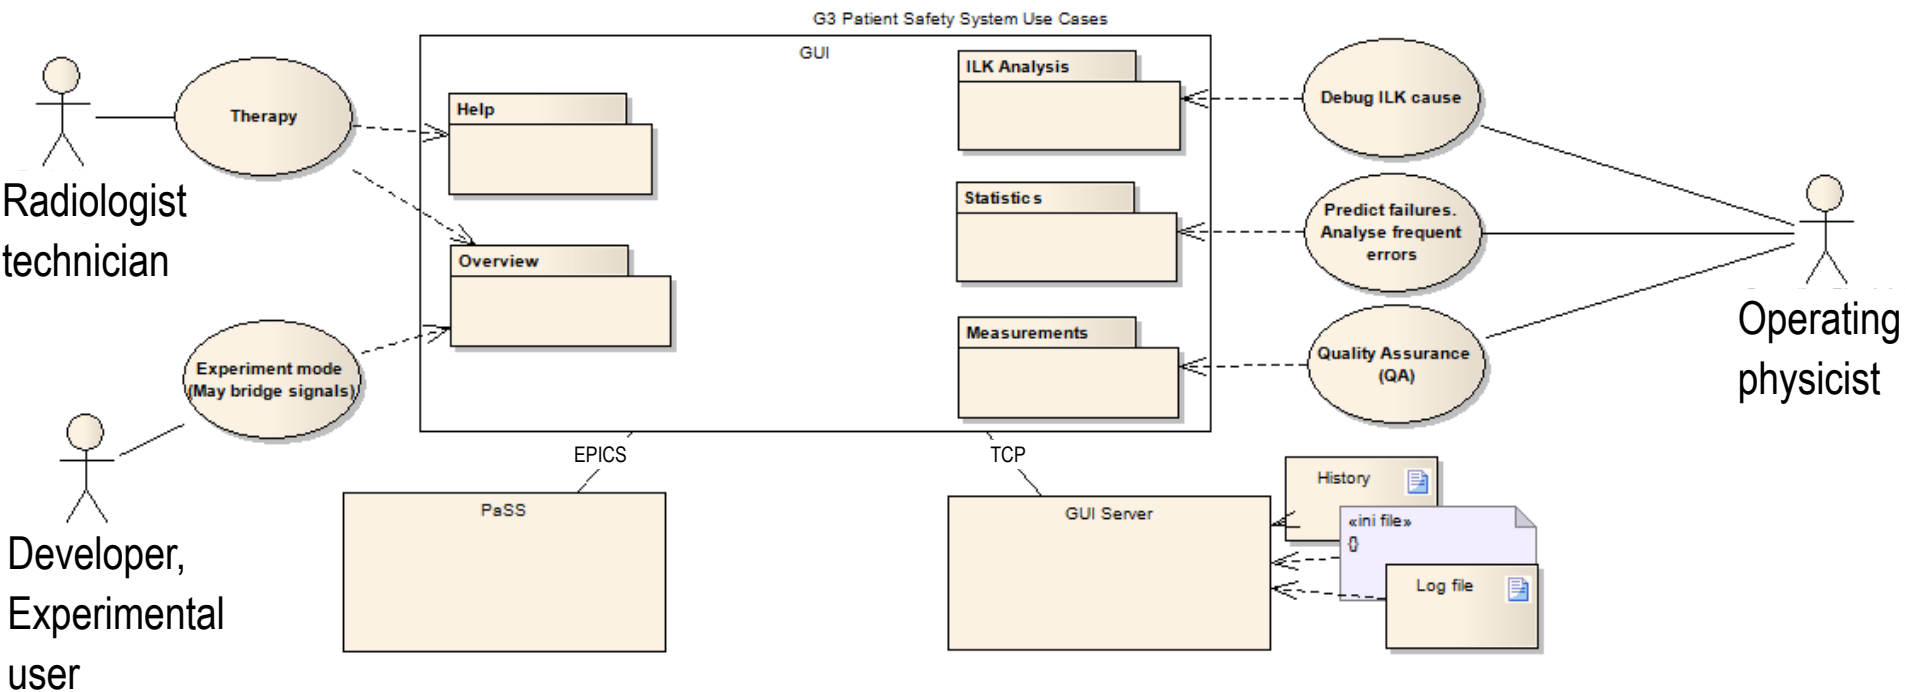 G3 Patient Safety System Use Cases
GUI
Radiologist
technician
Therapy
Help
Overview
Experiment mode
(May bridge signals)
Developer,
Experimental
user
ILK Analysis
Statistics
Measurements
Debug ILK cause
Predict failures.
Analyse frequent
errors
Quality Assurance
(QA)
Operating
physicist
EPICS
TCP
PaSS
GUI Server
History
«ini file»
{}
Log file